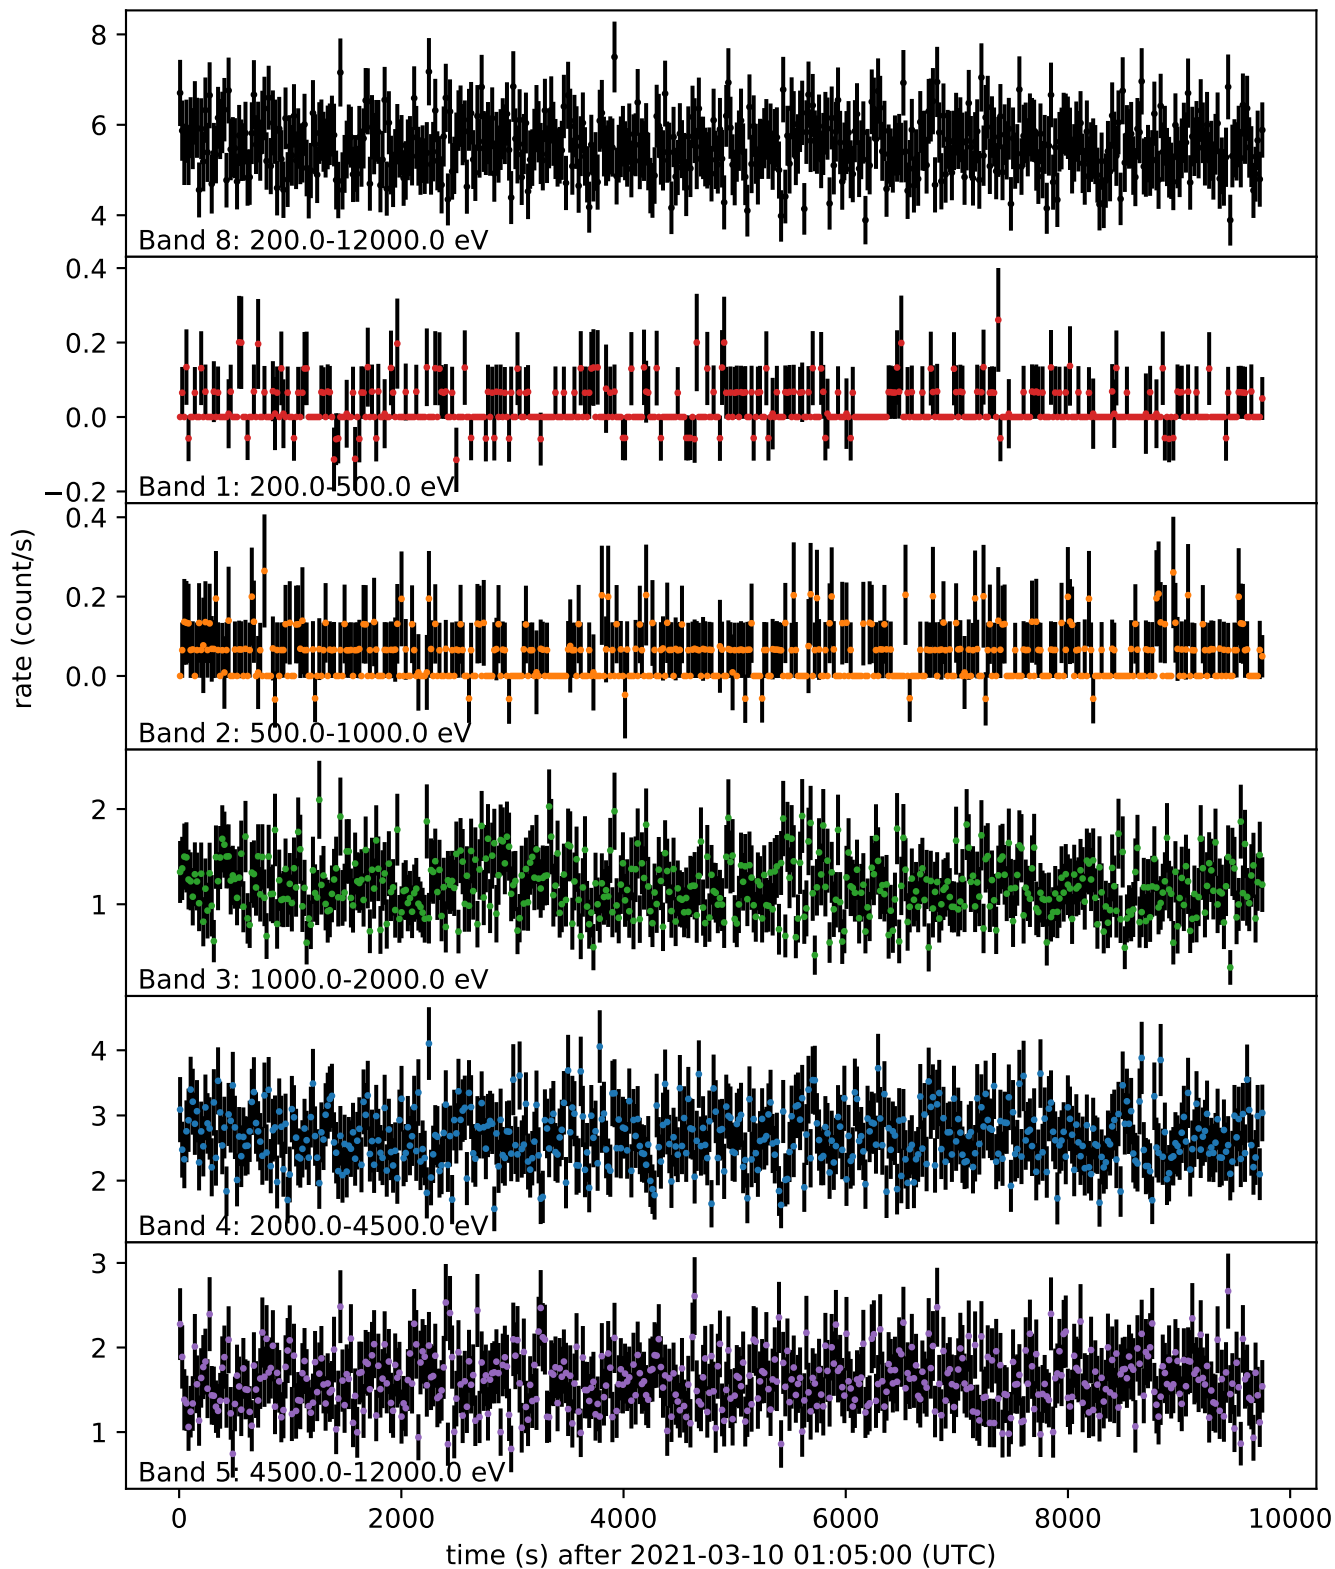 8
6
4
Band 8: 200.0-12000.0 eV
0.4
0.2
0.0
−0.2
Band 1: 200.0-500.0 eV
0.4
0.2
0.0
Band 2: 500.0-1000.0 eV
rate (count/s)
2
1
Band 3: 1000.0-2000.0 eV
4
3
2
Band 4: 2000.0-4500.0 eV
3
2
1
Band 5: 4500.0-12000.0 eV
0 2000 4000 6000 8000 10000
time (s) after 2021-03-10 01:05:00 (UTC)